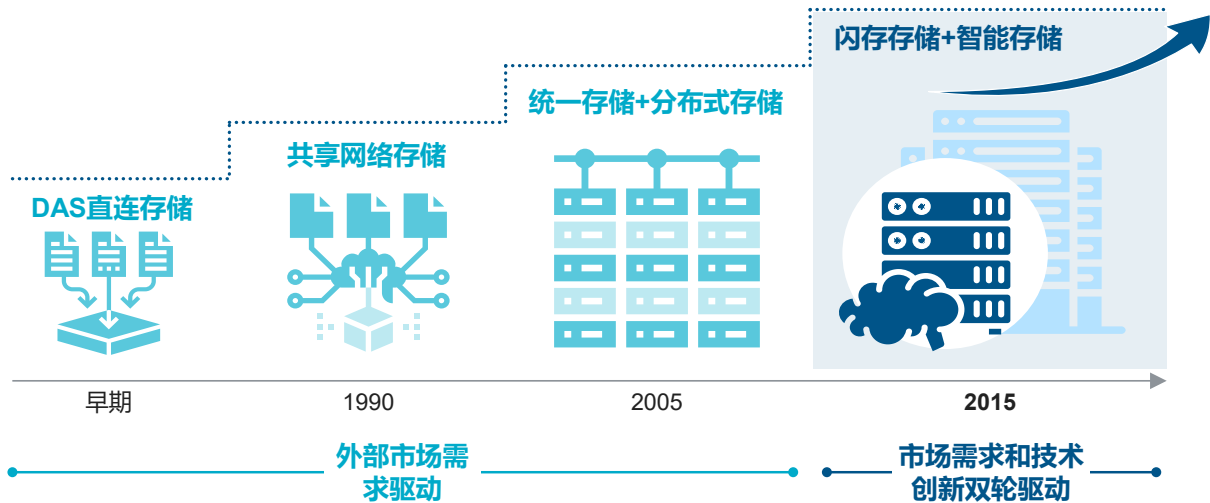 闪存存储+智能存储
统一存储+分布式存储
共享网络存储
DAS直连存储
早期
1990
2005
2015
外部市场需
求驱动
市场需求和技术
创新双轮驱动